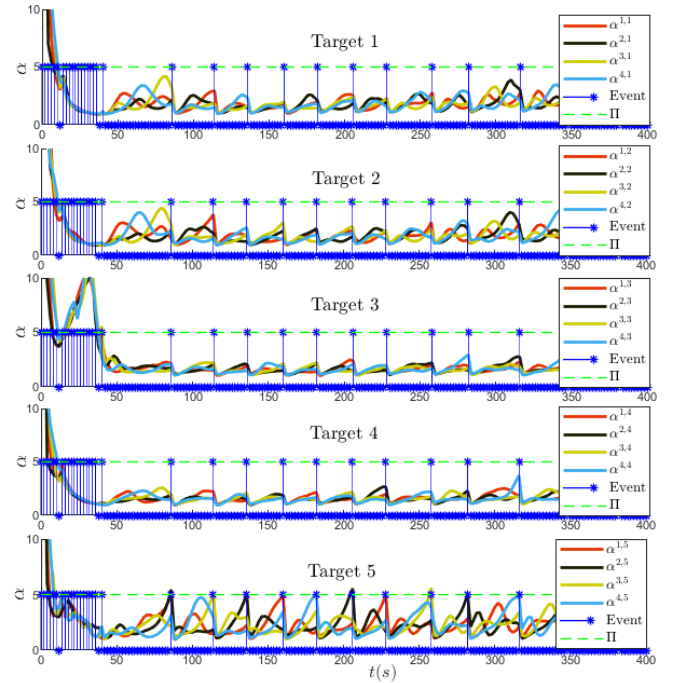 Target 1
α
10
5
0
0 50 100 150 200 250 300 350 400
α^{1,1}
α^{2,1}
α^{3,1}
α^{4,1}
Event
Π
Target 2
α
10
5
0
0 50 100 150 200 250 300 350 400
α^{1,2}
α^{2,2}
α^{3,2}
α^{4,2}
Event
Π
Target 3
α
10
5
0
0 50 100 150 200 250 300 350 400
α^{1,3}
α^{2,3}
α^{3,3}
α^{4,3}
Event
Π
Target 4
α
10
5
0
0 50 100 150 200 250 300 350 400
α^{1,4}
α^{2,4}
α^{3,4}
α^{4,4}
Event
Π
Target 5
α
10
5
0
0 50 100 150 200 250 300 350 400
α^{1,5}
α^{2,5}
α^{3,5}
α^{4,5}
Event
Π
t(s)